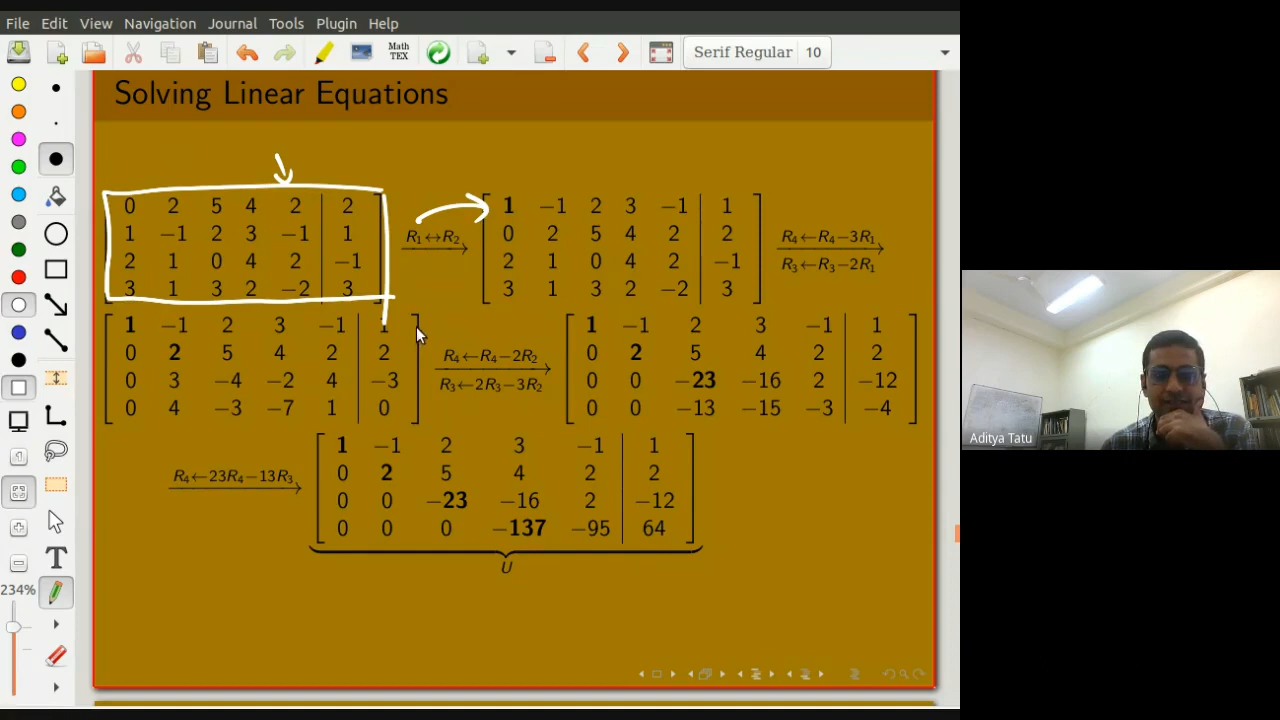 File Edit View Navigation Journal Tools Plugin Help
Math TEX Serif Regular 10
Solving Linear Equations
0 2 5 4 2 2
1 −1 2 3 −1 1
2 1 0 4 2 −1
3 1 3 2 −2 3
R1↔R2
1 −1 2 3 −1 1
0 2 5 4 2 2
2 1 0 4 2 −1
3 1 3 2 −2 3
R4←R4−3R1
R3←R3−2R1
1 −1 2 3 −1 1
0 2 5 4 2 2
0 3 −4 −2 4 −3
0 4 −3 −7 1 0
R4←R4−2R2
R3←2R3−3R2
1 −1 2 3 −1 1
0 2 5 4 2 2
0 0 −23 −16 2 −12
0 0 −13 −15 −3 −4
R4←23R4−13R3
1 −1 2 3 −1 1
0 2 5 4 2 2
0 0 −23 −16 2 −12
0 0 0 −137 −95 64
U
234%
Aditya Tatu